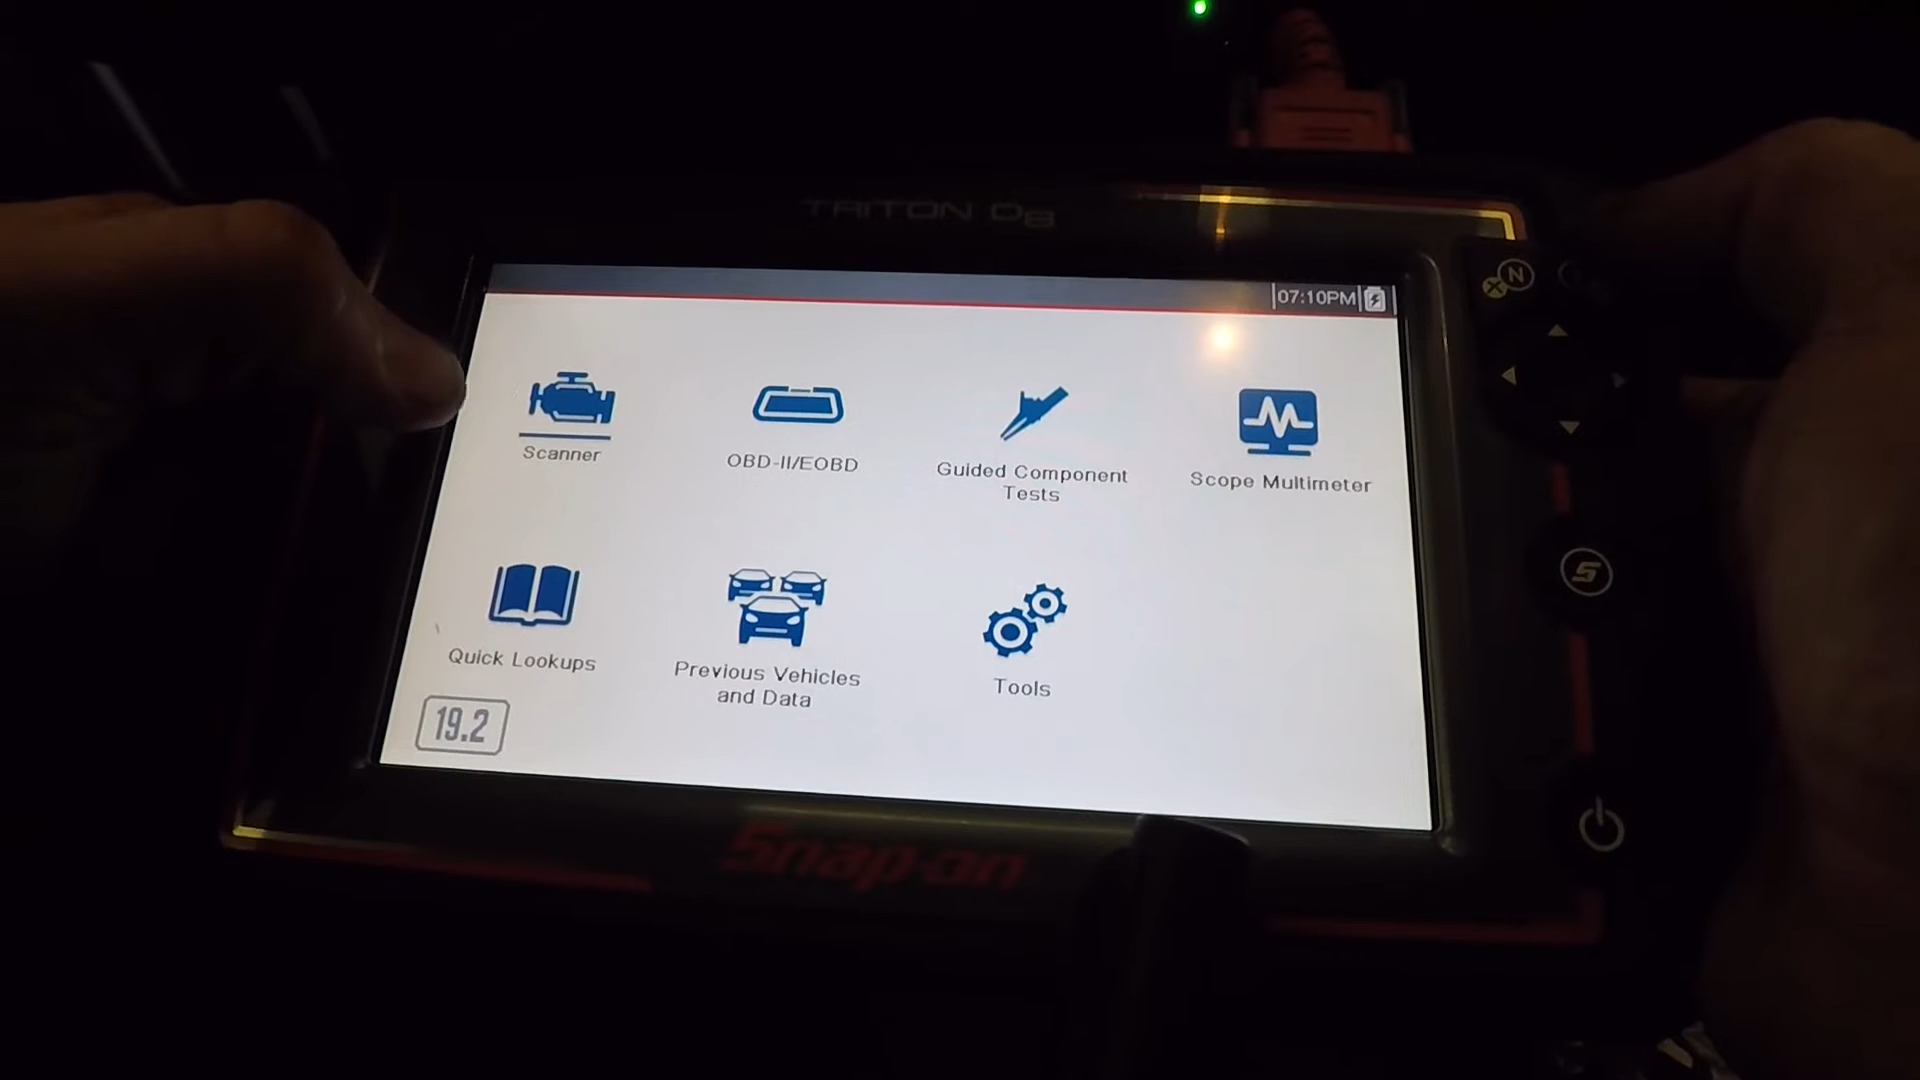 TRITON D8
07:10PM
Scanner
OBD-II/EOBD
Guided Component
Tests
Scope Multimeter
Quick Lookups
Previous Vehicles
and Data
Tools
19.2
Snap-on
N
X
S